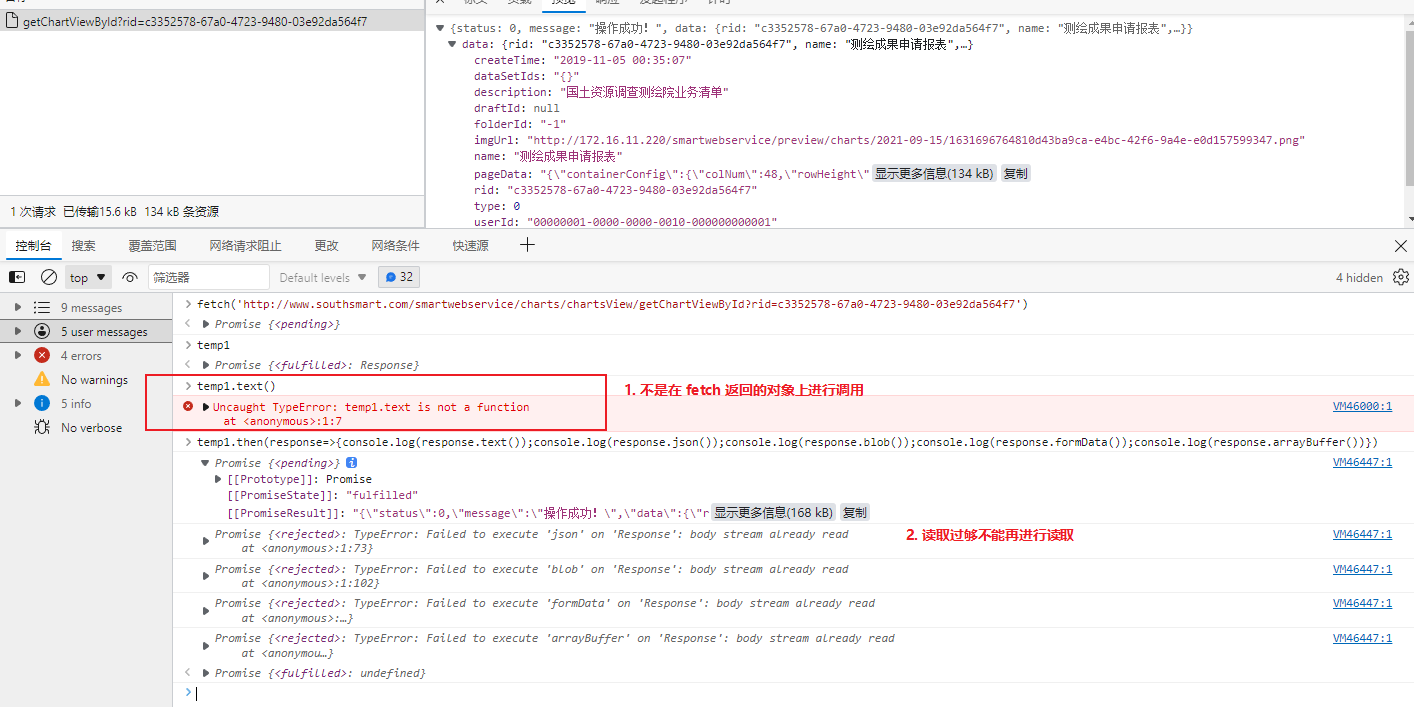 getChartViewById?rid=c3352578-67a0-4723-9480-03e92da564f7
1 次请求 已传输15.6 kB 134 kB 条资源
{status: 0, message: "操作成功! ", data: {rid: "c3352578-67a0-4723-9480-03e92da564f7", name: "测绘成果申请报表",…}}
data: {rid: "c3352578-67a0-4723-9480-03e92da564f7", name: "测绘成果申请报表",…}
createTime: "2019-11-05 00:35:07"
dataSetIds: "{}"
description: "国土资源调查测绘院业务清单"
draftId: null
folderId: "-1"
imgUrl: "http://172.16.11.220/smartwebservice/preview/charts/2021-09-15/1631696764810d43ba9ca-e4bc-42f6-9a4e-e0d157599347.png"
name: "测绘成果申请报表"
pageData: "{\"containerConfig\":{\"colNum\":48,\"rowHeight\" 显示更多信息(134 kB) 复制
rid: "c3352578-67a0-4723-9480-03e92da564f7"
type: 0
userId: "00000001-0000-0000-0010-000000000001"
控制台 搜索 覆盖范围 网络请求阻止 更改 网络条件 快速源
top 筛选器 Default levels 32 4 hidden
9 messages
5 user messages
4 errors
No warnings
5 info
No verbose
fetch('http://www.southsmart.com/smartwebservice/charts/chartsView/getChartViewById?rid=c3352578-67a0-4723-9480-03e92da564f7')
Promise {<pending>}
temp1
Promise {<fulfilled>: Response}
temp1.text()
1. 不是在 fetch 返回的对象上进行调用
Uncaught TypeError: temp1.text is not a function VM46000:1
at <anonymous>:1:7
temp1.then(response=>{console.log(response.text());console.log(response.json());console.log(response.blob());console.log(response.formData());console.log(response.arrayBuffer())})
Promise {<pending>} VM46447:1
[[Prototype]]: Promise
[[PromiseState]]: "fulfilled"
[[PromiseResult]]: "{\"status\":0,\"message\":\"操作成功! \",\"data\":{\"r 显示更多信息(168 kB) 复制
Promise {<rejected>: TypeError: Failed to execute 'json' on 'Response': body stream already read VM46447:1
at <anonymous>:1:73}
2. 读取过够不能再进行读取
Promise {<rejected>: TypeError: Failed to execute 'blob' on 'Response': body stream already read VM46447:1
at <anonymous>:1:102}
Promise {<rejected>: TypeError: Failed to execute 'formData' on 'Response': body stream already read VM46447:1
at <anonymous>:…}
Promise {<rejected>: TypeError: Failed to execute 'arrayBuffer' on 'Response': body stream already read VM46447:1
at <anonymou…}
Promise {<fulfilled>: undefined}